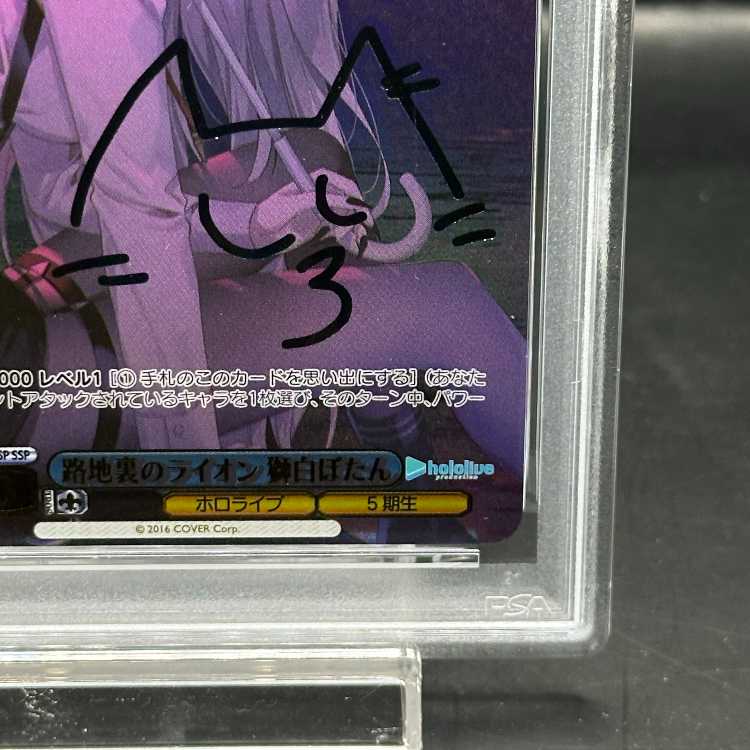 000 レベル1 [① 手札のこのカードを思い出にする] (あなた
ントアタックされているキャラを1枚選び、そのターン中、パワー
SP SSP
路地裏のライオン 獅白ぼたん
hololive
production
ホロライブ
5期生
© 2016 COVER Corp.
PSA